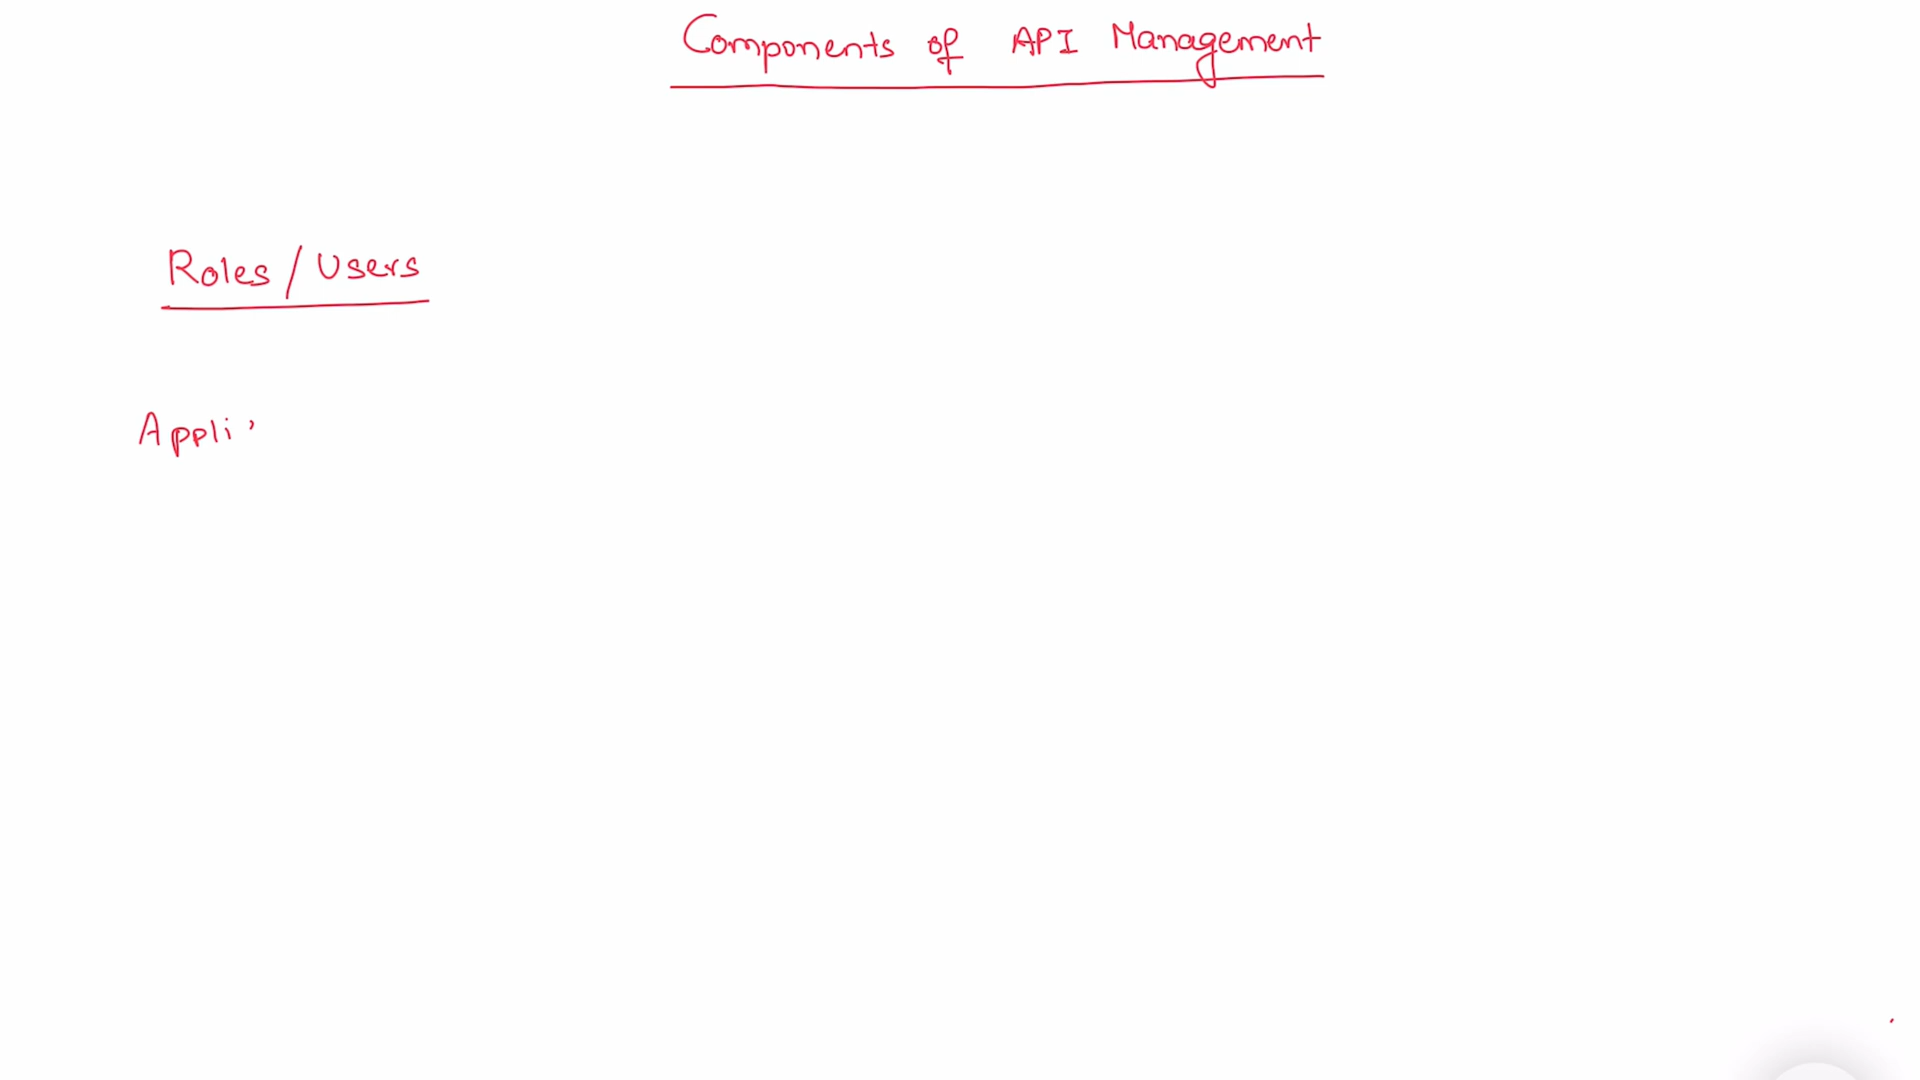 Components of API Management
Roles / Users
Appli